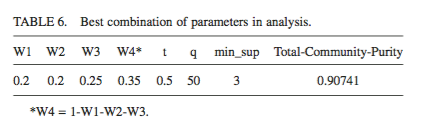 TABLE 6. Best combination of parameters in analysis.
W1 W2 W3 W4* t q min_sup Total-Community-Purity
0.2 0.2 0.25 0.35 0.5 50 3 0.90741
*W4 = 1-W1-W2-W3.